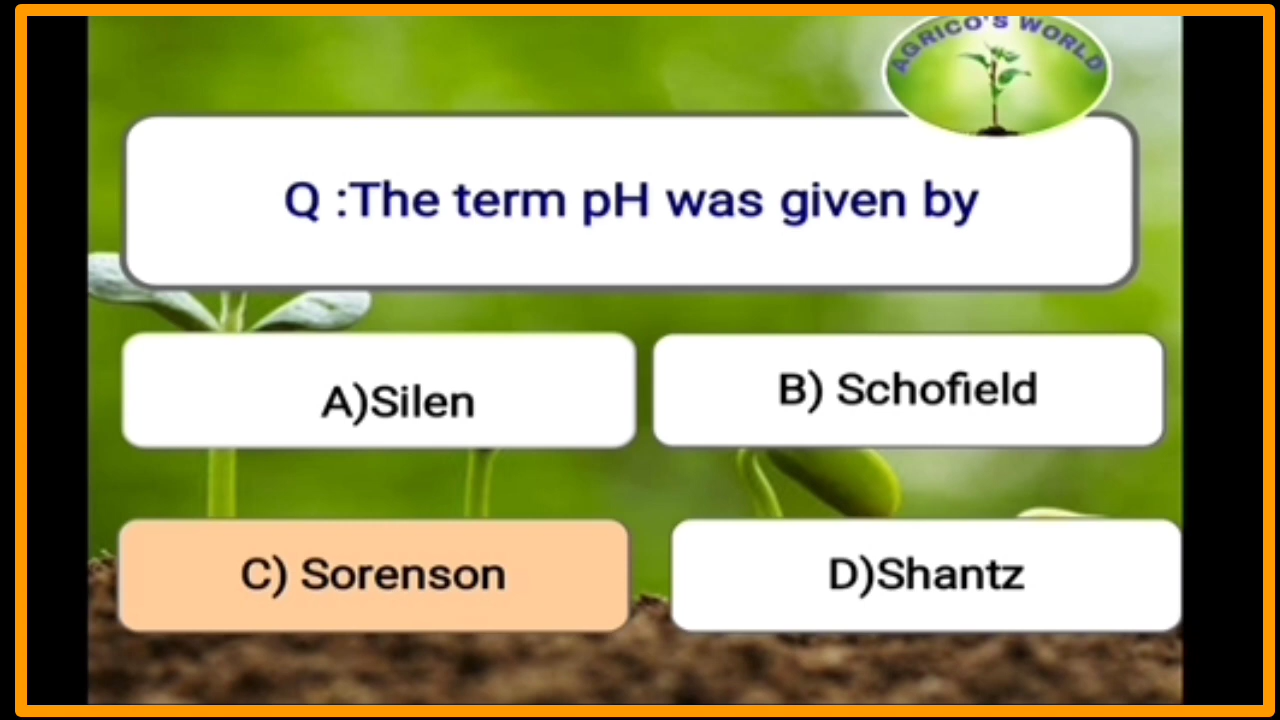 AGRICO'S WORLD
Q :The term pH was given by
A)Silen
B) Schofield
C) Sorenson
D)Shantz